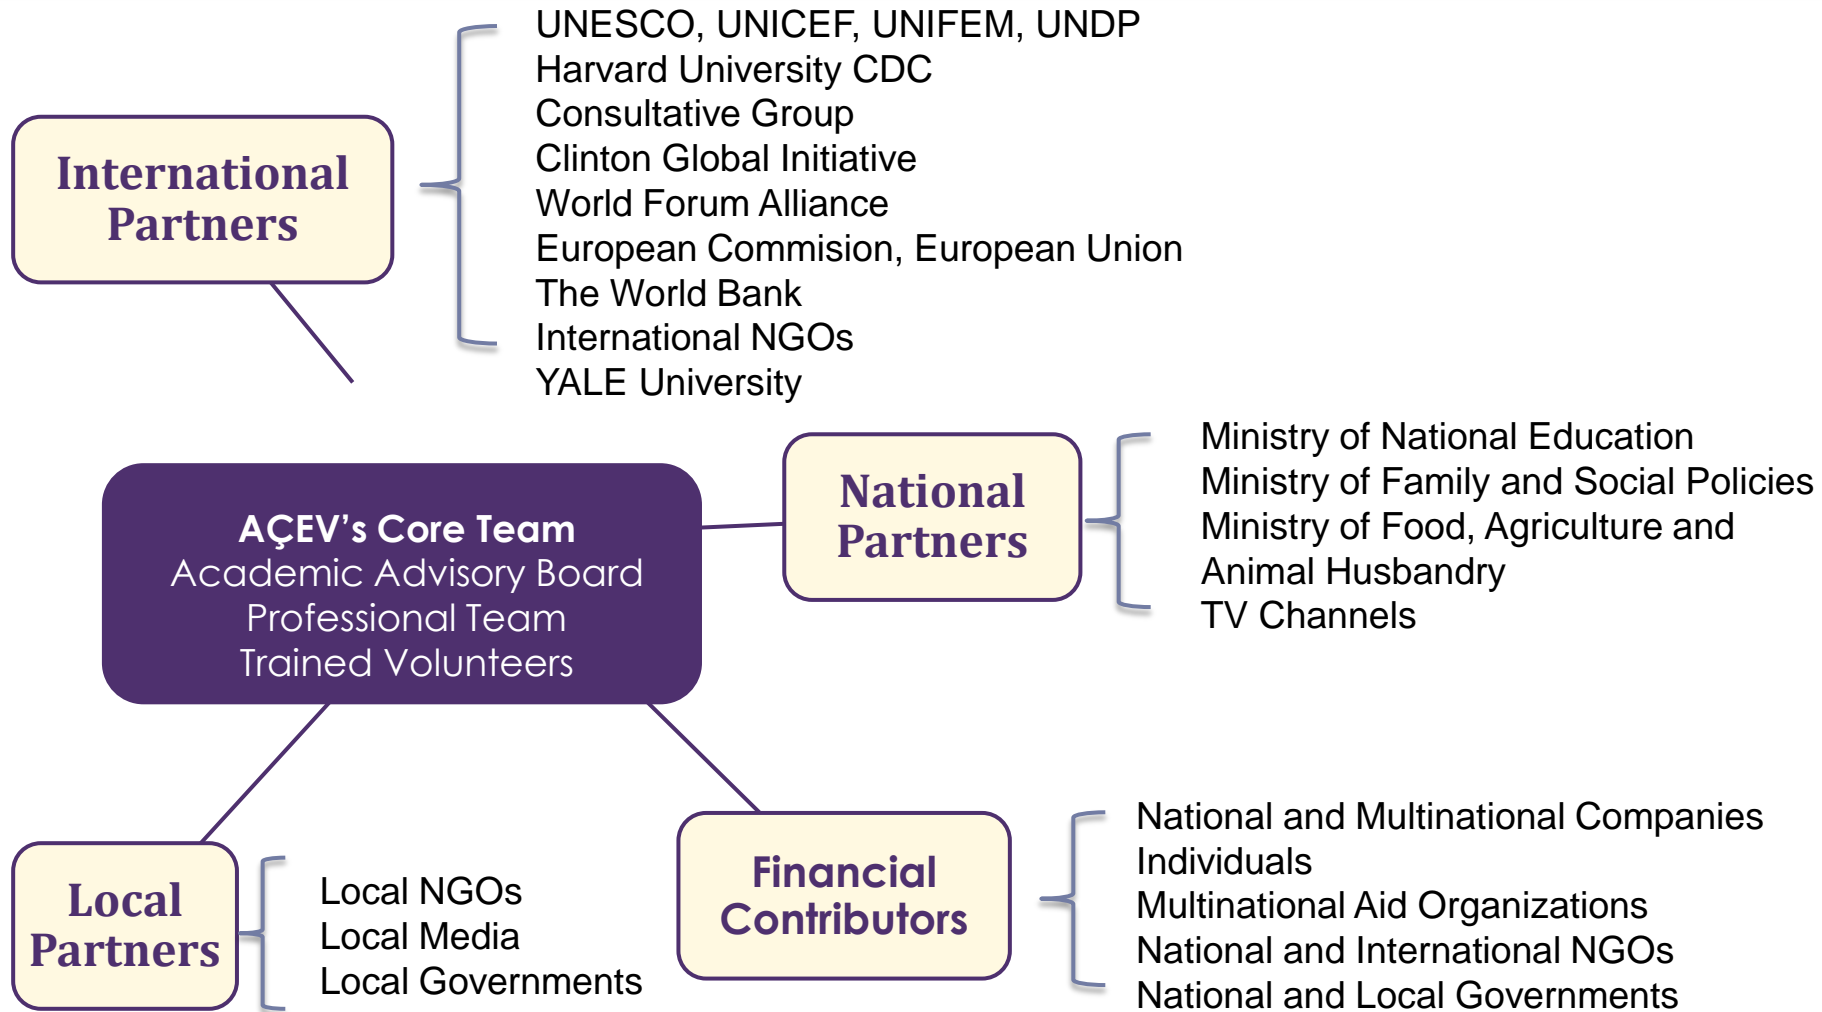 International
Partners
UNESCO, UNICEF, UNIFEM, UNDP
Harvard University CDC
Consultative Group
Clinton Global Initiative
World Forum Alliance
European Commision, European Union
The World Bank
International NGOs
YALE University
AÇEV’s Core Team
Academic Advisory Board
Professional Team
Trained Volunteers
National
Partners
Ministry of National Education
Ministry of Family and Social Policies
Ministry of Food, Agriculture and
Animal Husbandry
TV Channels
Local
Partners
Local NGOs
Local Media
Local Governments
Financial
Contributors
National and Multinational Companies
Individuals
Multinational Aid Organizations
National and International NGOs
National and Local Governments